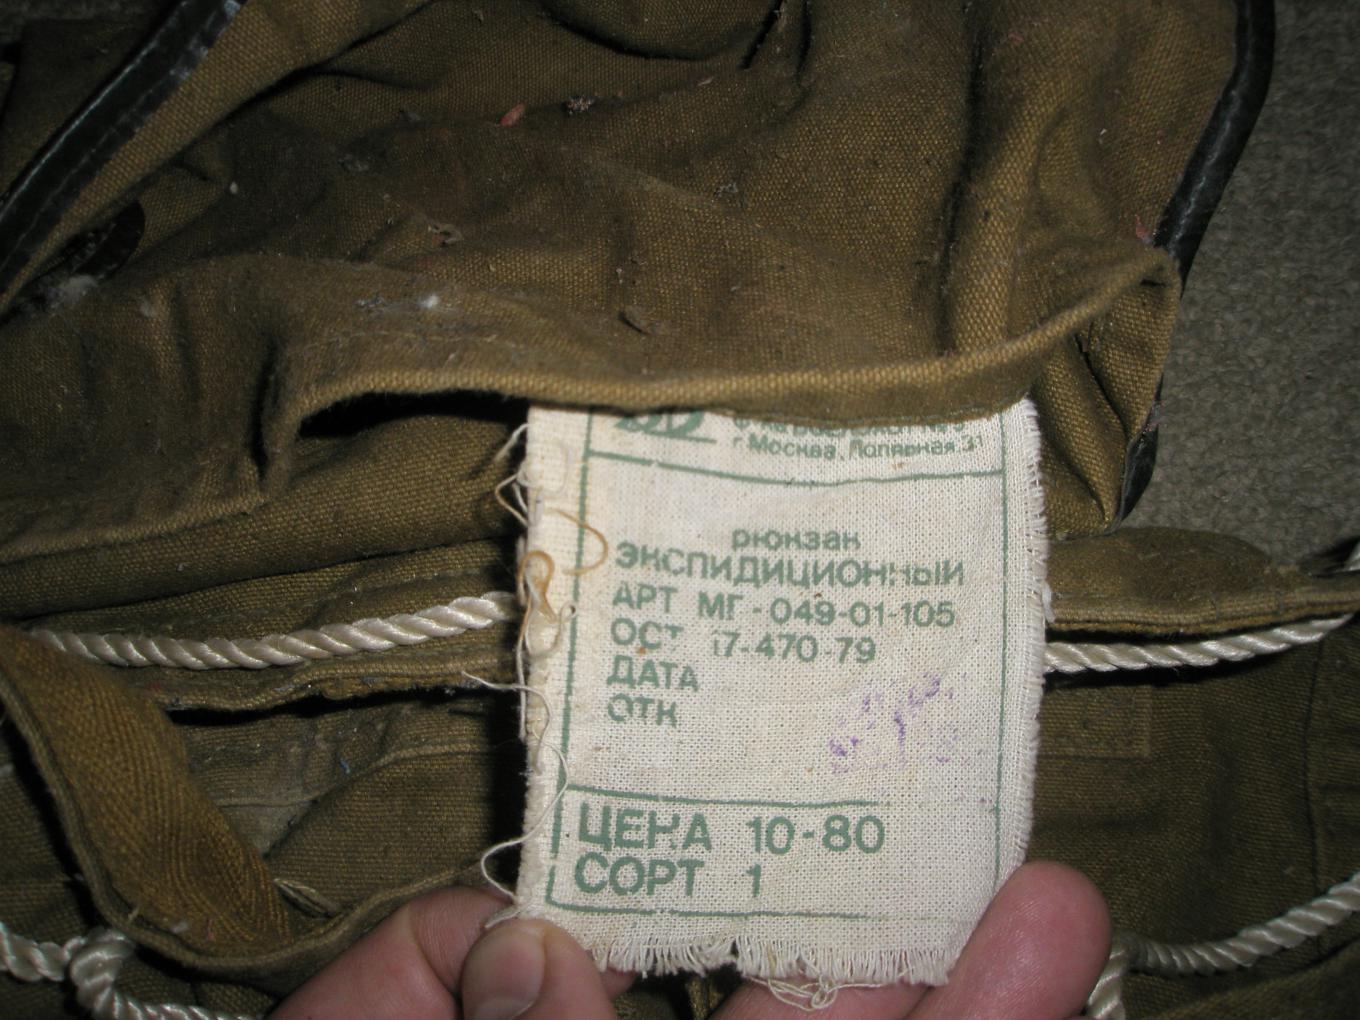 г. Москва, Полярная 31
рюкзак
ЭКСПИДИЦИОННЫЙ
АРТ МГ-049-01-105
ОСТ 17-470-79
ДАТА
ОТК
ЦЕНА 10-80
СОРТ 1